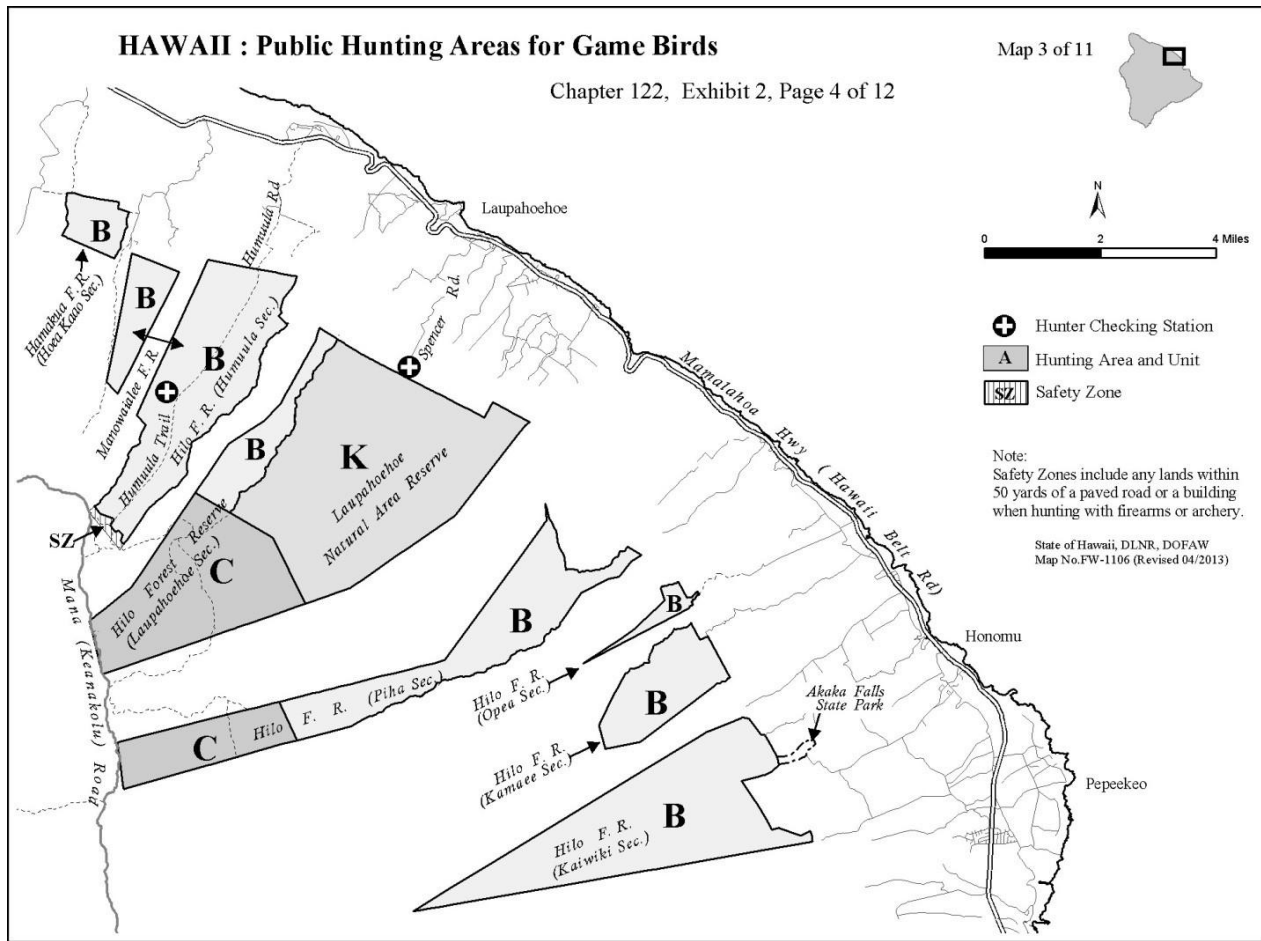 HAWAII : Public Hunting Areas for Game Birds
Map 3 of 11
Chapter 122, Exhibit 2, Page 4 of 12
Laupahoehoe
N
0 2 4 Miles
Hunter Checking Station
A Hunting Area and Unit
SZ Safety Zone
Note:
Safety Zones include any lands within
50 yards of a paved road or a building
when hunting with firearms or archery.
State of Hawaii, DLNR, DOFAW
Map No.FW-1106 (Revised 04/2013)
B
Hamakua F. R.
(Hoea Kaao Sec.)
B
Manowaialee F. R.
B
Humuula Rd
Humuula Trail
Hilo F. R. (Humuula Sec.)
Spencer Rd.
B
K
Laupahoehoe
Natural Area Reserve
SZ
C
Hilo Forest Reserve
(Laupahoehoe Sec.)
Mana (Keanakolu) Road
Mamalahoa Hwy (Hawaii Belt Rd)
B
C
Hilo F. R. (Piha Sec.)
B
Hilo F. R.
(Opea Sec.)
B
Hilo F. R.
(Kamaee Sec.)
Akaka Falls
State Park
Honomu
Pepeekeo
B
Hilo F. R.
(Kaiwiki Sec.)